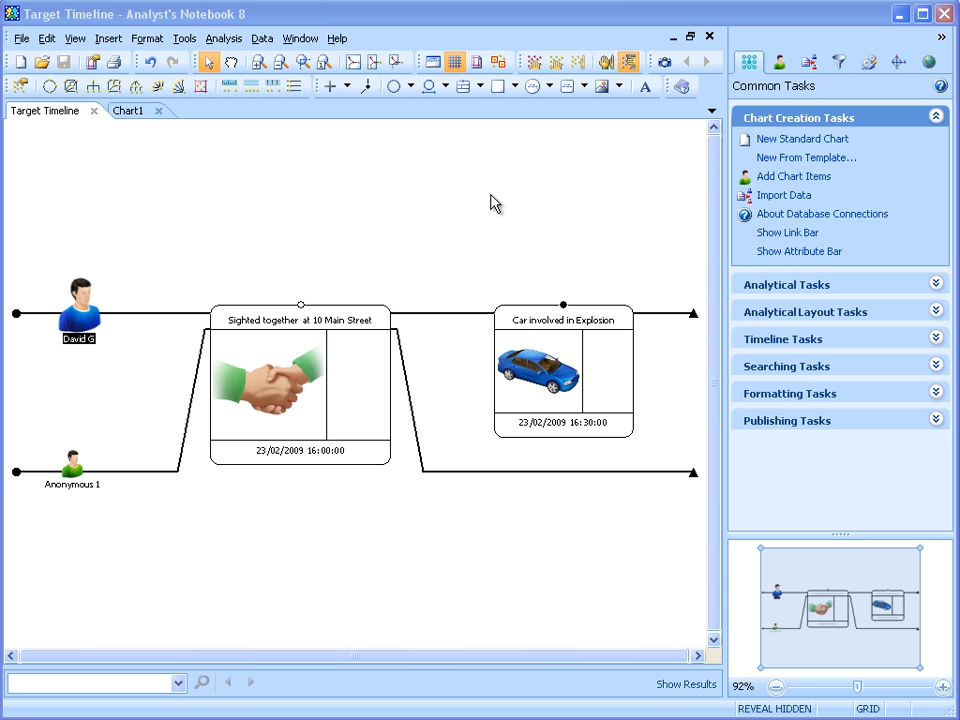 Target Timeline - Analyst's Notebook 8
File Edit View Insert Format Tools Analysis Data Window Help
Target Timeline
Chart1
David G
Sighted together at 10 Main Street
23/02/2009 16:00:00
Car involved in Explosion
23/02/2009 16:30:00
Anonymous 1
Show Results
Common Tasks
Chart Creation Tasks
New Standard Chart
New From Template...
Add Chart Items
Import Data
About Database Connections
Show Link Bar
Show Attribute Bar
Analytical Tasks
Analytical Layout Tasks
Timeline Tasks
Searching Tasks
Formatting Tasks
Publishing Tasks
92%
REVEAL HIDDEN GRID